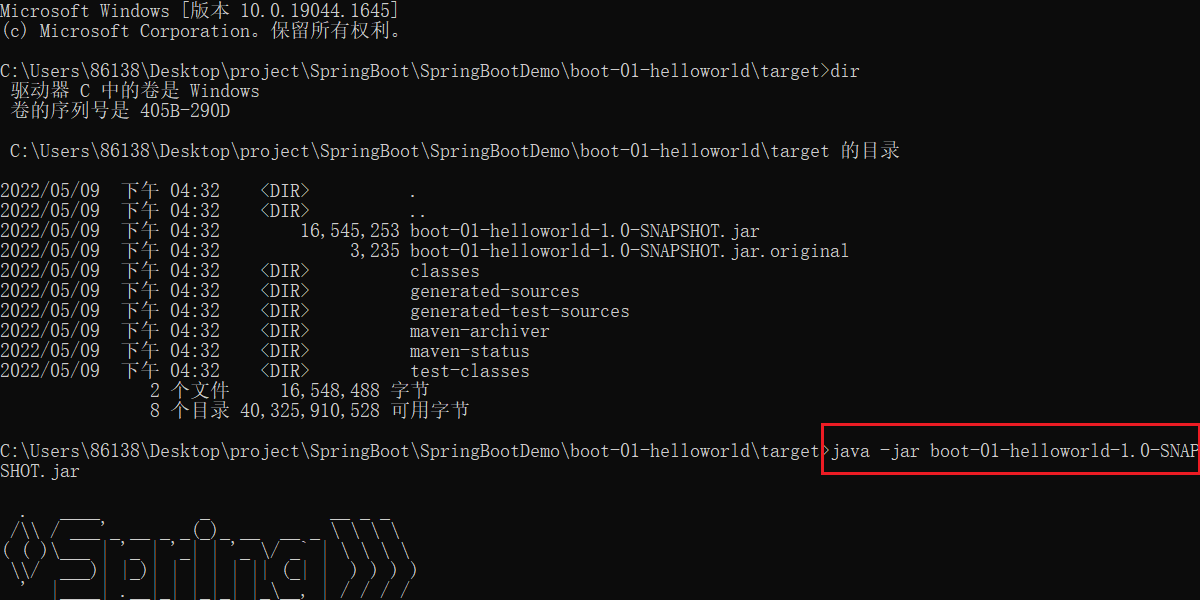 Microsoft Windows [版本 10.0.19044.1645]
(c) Microsoft Corporation。保留所有权利。
C:\Users\86138\Desktop\project\SpringBoot\SpringBootDemo\boot-01-helloworld\target>dir
驱动器 C 中的卷是 Windows
卷的序列号是 405B-290D
C:\Users\86138\Desktop\project\SpringBoot\SpringBootDemo\boot-01-helloworld\target 的目录
2022/05/09  下午 04:32    <DIR>          .
2022/05/09  下午 04:32    <DIR>          ..
2022/05/09  下午 04:32        16,545,253 boot-01-helloworld-1.0-SNAPSHOT.jar
2022/05/09  下午 04:32             3,235 boot-01-helloworld-1.0-SNAPSHOT.jar.original
2022/05/09  下午 04:32    <DIR>          classes
2022/05/09  下午 04:32    <DIR>          generated-sources
2022/05/09  下午 04:32    <DIR>          generated-test-sources
2022/05/09  下午 04:32    <DIR>          maven-archiver
2022/05/09  下午 04:32    <DIR>          maven-status
2022/05/09  下午 04:32    <DIR>          test-classes
2 个文件     16,548,488 字节
8 个目录 40,325,910,528 可用字节
C:\Users\86138\Desktop\project\SpringBoot\SpringBootDemo\boot-01-helloworld\target>java -jar boot-01-helloworld-1.0-SNAP
SHOT.jar
Spring